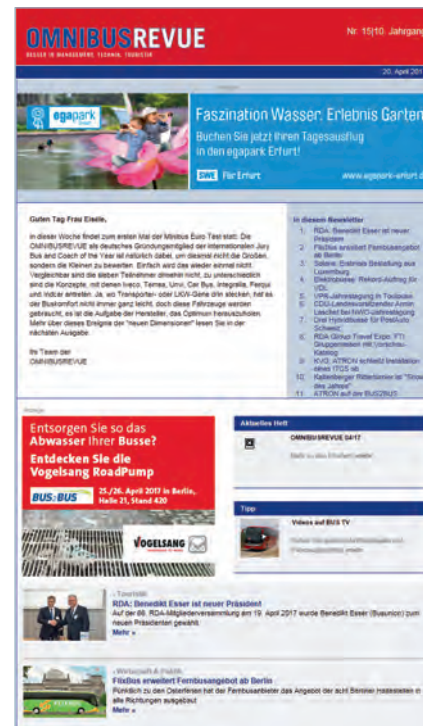 OMNIBUSREVUE
BESSER IN MANAGEMENT, TECHNIK, TOURISTIK
Nr. 15|10. Jahrgang
20. April 201
Anzeige
egapark
Erfurt
Faszination Wasser. Erlebnis Garten
Buchen Sie jetzt Ihren Tagesausflug
in den egapark Erfurt!
SWE Für Erfurt
www.egapark-erfurt.d
Guten Tag Frau Eiselle,
in dieser Woche findet zum ersten Mal der Minibus Euro Test statt. Die
OMNIBUSREVUE als deutsches Gründungsmitglied der internationalen Jury
Bus and Coach of the Year ist natürlich dabei, um diesmal nicht die Großen,
sondern die Kleinen zu bewerten. Einfach wird das wieder einmal nicht.
Vergleichbar sind die sieben Teilnehmer ohnehin nicht, zu unterschiedlich
sind die Konzepte, mit denen Iveco, Temsa, Unvi, Car Bus, Integralia, Ferqui
und Indcar antreten. Ja, wo Transporter- oder LKW-Gene drin stecken, hat es
der Buskomfort nicht immer ganz leicht, doch diese Fahrzeuge werden
gebraucht, es ist die Aufgabe der Hersteller, das Optimum herauszuholen.
Mehr über dieses Ereignis der "neuen Dimensionen" lesen Sie in der
nächsten Ausgabe.
Ihr Team der
OMNIBUSREVUE
In diesem Newsletter
1. RDA: Benedikt Esser ist neuer
Präsident
2. FlixBus erweitert Fernbusangebot
ab Berlin
3. Solaris: Erstmals Bestellung aus
Luxemburg
4. Elektrobusse: Rekord-Auftrag für
VDL
5. VPR-Jahrestagung in Toulouse
6. CDU-Landesvorsitzender Armin
Laschet bei NWO-Jahrestagung
7. Drei Hybridbusse für PostAuto
Schweiz
8. RDA Group Travel Expo: FTI
Gruppenreisen mit Vorschau-
Katalog
9. KVG: ATRON schließt Installation
eines ITCS ab
10. des Jahres"
11. ATRON auf der BUS2BUS
Anzeige
Entsorgen Sie so das
Abwasser Ihrer Busse?
Entdecken Sie die
Vogelsang RoadPump
BUS2BUS
25./26. April 2017 in Berlin,
Halle 21, Stand 420
VOGELSANG
Aktuelles Heft
OMNIBUSREVUE 04/17
Tipp
Videos auf BUS TV
- Touristik
RDA: Benedikt Esser ist neuer Präsident
Auf der 66. RDA-Mitgliederversammlung am 19. April 2017 wurde Benedikt Esser (Busunion) zum
neuen Präsidenten gewählt.
Mehr »
- Wirtschaft & Politik
FlixBus erweitert Fernbusangebot ab Berlin
Pünktlich zu den Osterferien hat der Fernbusanbieter das Angebot der acht Berliner Haltestellen in
alle Richtungen ausgebaut
Mehr »
FLIXBUS